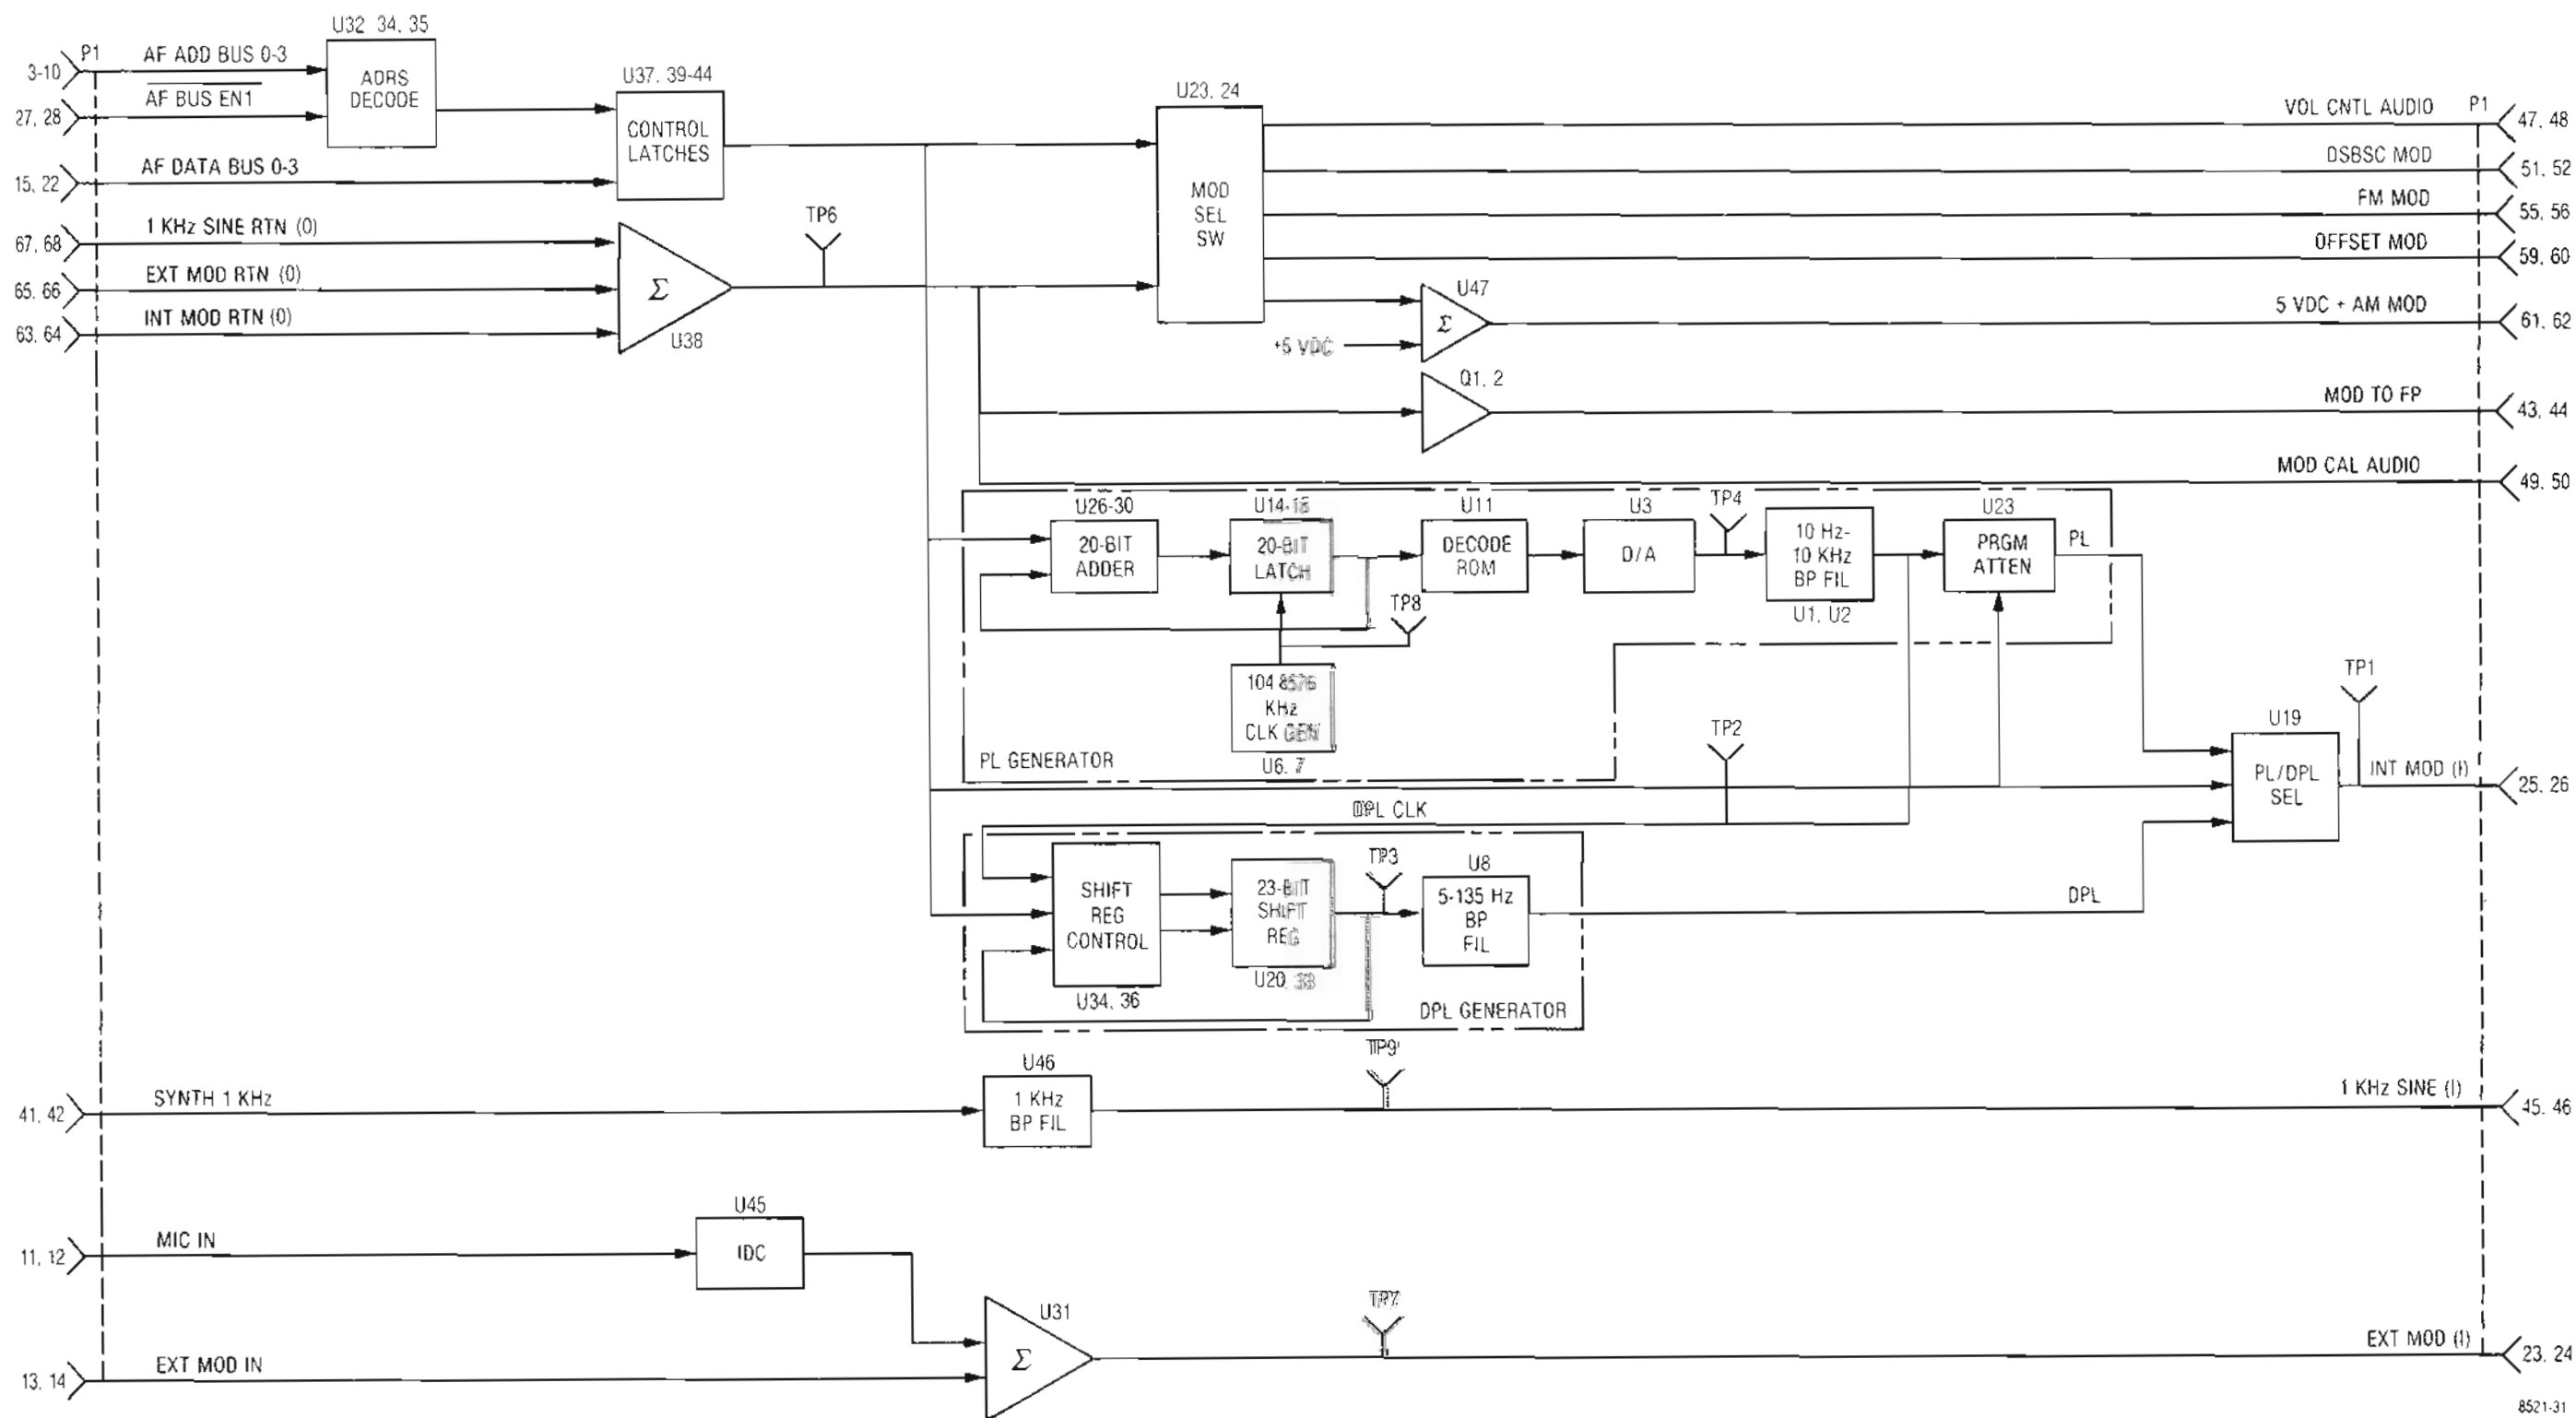 P1
3-10
AF ADD BUS 0-3
27, 28
AF BUS EN1
U32 34, 35
ADRS
DECODE
U37, 39-44
CONTROL
LATCHES
15, 22
AF DATA BUS 0-3
67, 68
1 KHz SINE RTN (0)
65, 66
EXT MOD RTN (0)
63, 64
INT MOD RTN (0)
Σ
U38
TP6
U23, 24
MOD
SEL
SW
VOL CNTL AUDIO
P1
47, 48
DSBSC MOD
51, 52
FM MOD
55, 56
OFFSET MOD
59, 60
U47
Σ
+5 VDC
5 VDC + AM MOD
61, 62
Q1, 2
MOD TO FP
43, 44
MOD CAL AUDIO
49, 50
U26-30
20-BIT
ADDER
U14-18
20-BIT
LATCH
U11
DECODE
ROM
U3
D/A
TP4
10 Hz-
10 KHz
BP FIL
U1, U2
U23
PRGM
ATTEN
PL
TP8
104 8576
KHz
CLK GEN
U6, 7
PL GENERATOR
TP2
DPL CLK
U19
PL/DPL
SEL
TP1
INT MOD (I)
25, 26
SHIFT
REG
CONTROL
U34, 36
23-BIT
SHIFT
REG
U20, 33
TP3
U8
5-135 Hz
BP
FIL
DPL GENERATOR
DPL
41, 42
SYNTH 1 KHz
U46
1 KHz
BP FIL
TP9
1 KHz SINE (I)
45, 46
11, 12
MIC IN
U45
IDC
13, 14
EXT MOD IN
U31
Σ
TP7
EXT MOD (I)
23, 24
8521-31